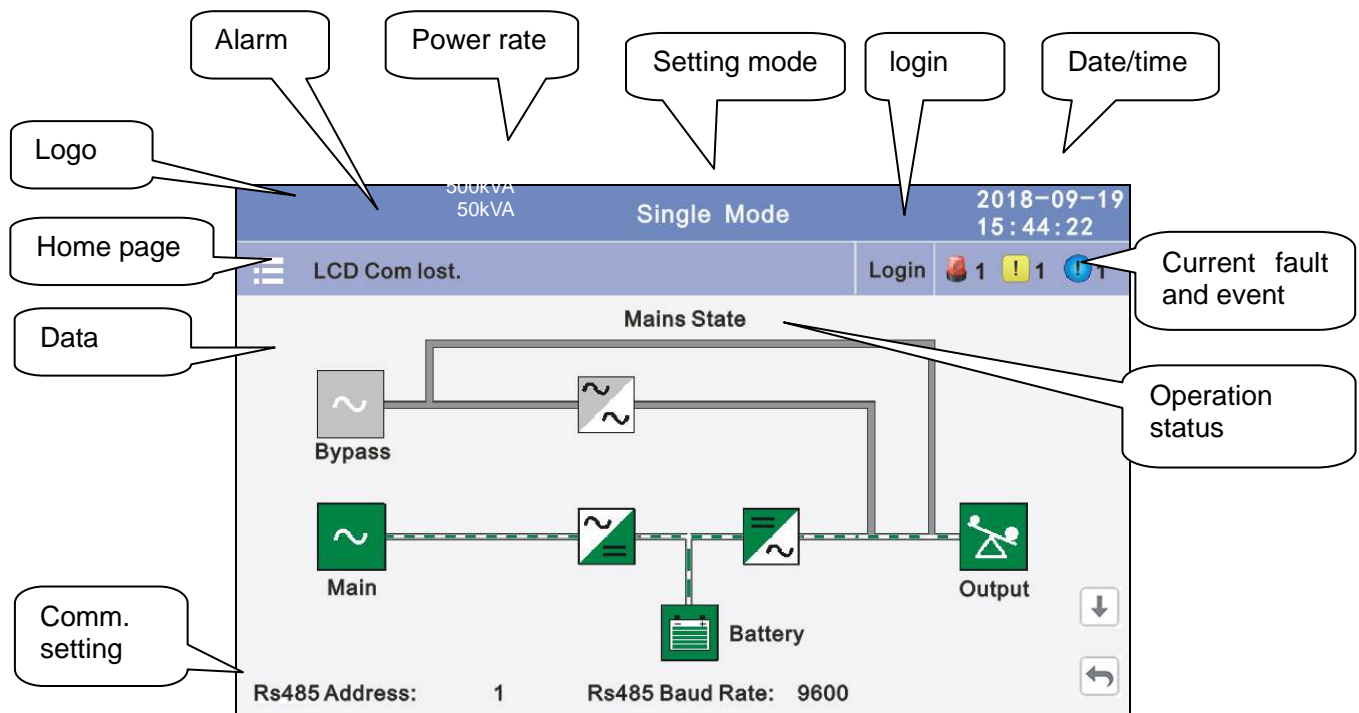 Alarm
Power rate
Setting mode
login
Date/time
Logo
500kVA
50kVA
Single Mode
2018-09-19
15:44:22
Home page
LCD Com lost.
Login
1
! 1
! 1
Current fault
and event
Data
Mains State
Operation
status
Bypass
Main
Output
Comm.
setting
- +
Battery
Rs485 Address: 1
Rs485 Baud Rate: 9600